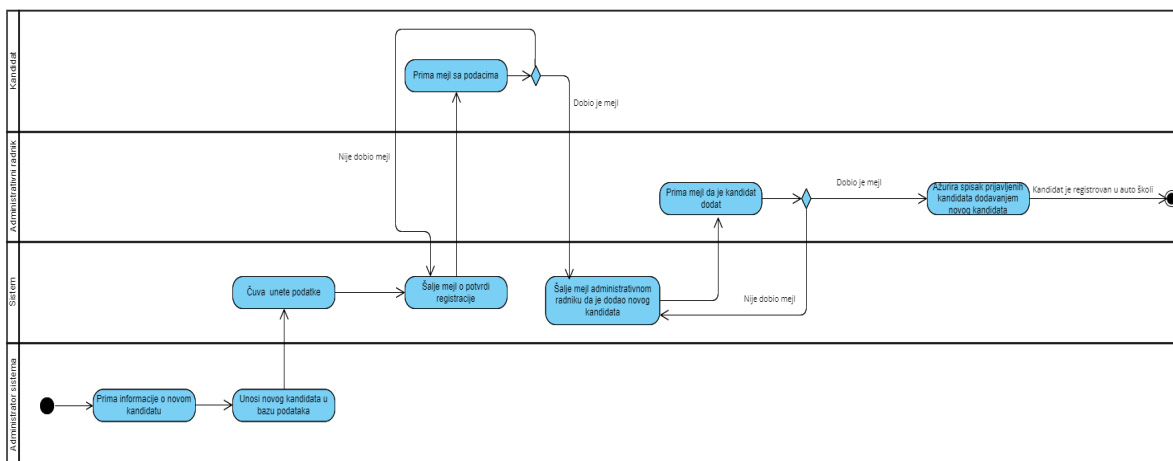 Kandidat
Prima mejl sa podacima
Dobio je mejl
Administrativni radnik
Nije dobio mejl
Prima mejl da je kandidat
dodat
Dobio je mejl
Ažurira spisak prijavljenih
kandidata dodavanjem
novog kandidata
Kandidat je registrovan u auto školi
Sistem
Čuva unete podatke
Šalje mejl o potvrdi
registracije
Šalje mejl administrativnom
radniku da je dodao novog
kandidata
Nije dobio mejl
Administrator sistema
Prima informacije o novom
kandidatu
Unosi novog kandidata u
bazu podataka